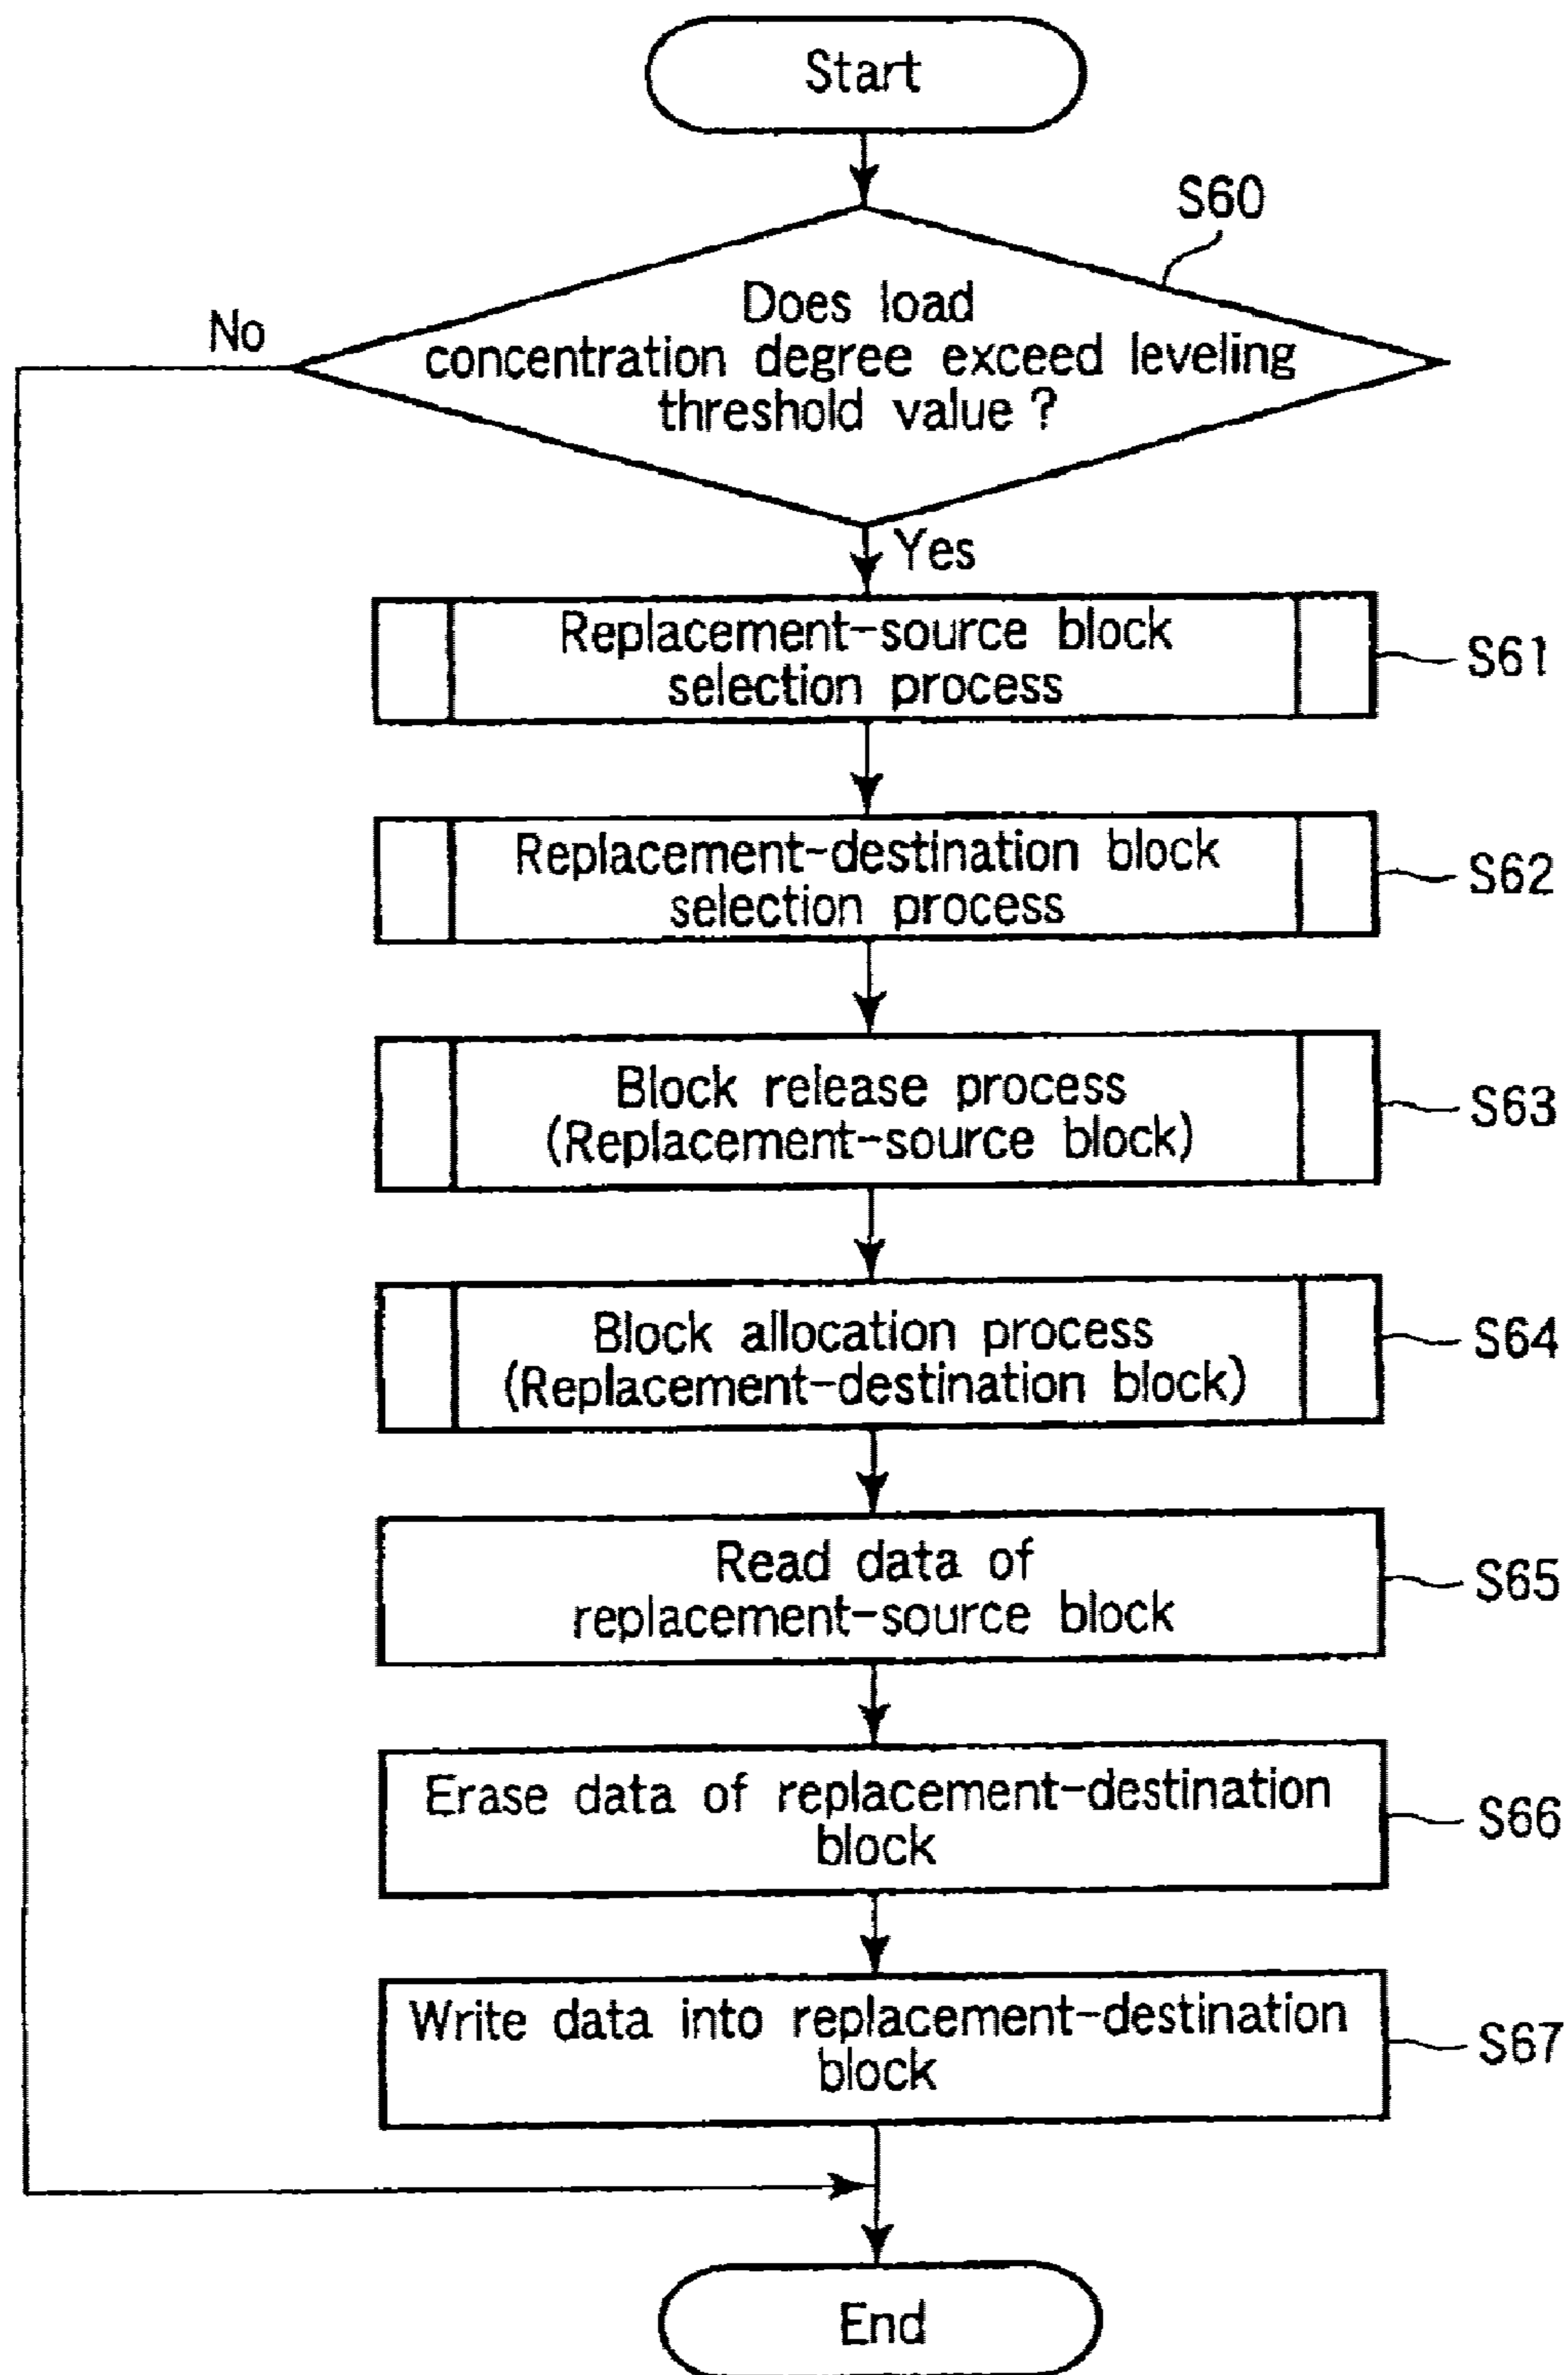 Start
S60
Does load
concentration degree exceed leveling
threshold value ?
No
Yes
Replacement-source block
selection process
S61
Replacement-destination block
selection process
S62
Block release process
(Replacement-source block)
S63
Block allocation process
(Replacement-destination block)
S64
Read data of
replacement-source block
S65
Erase data of replacement-destination
block
S66
Write data into replacement-destination
block
S67
End